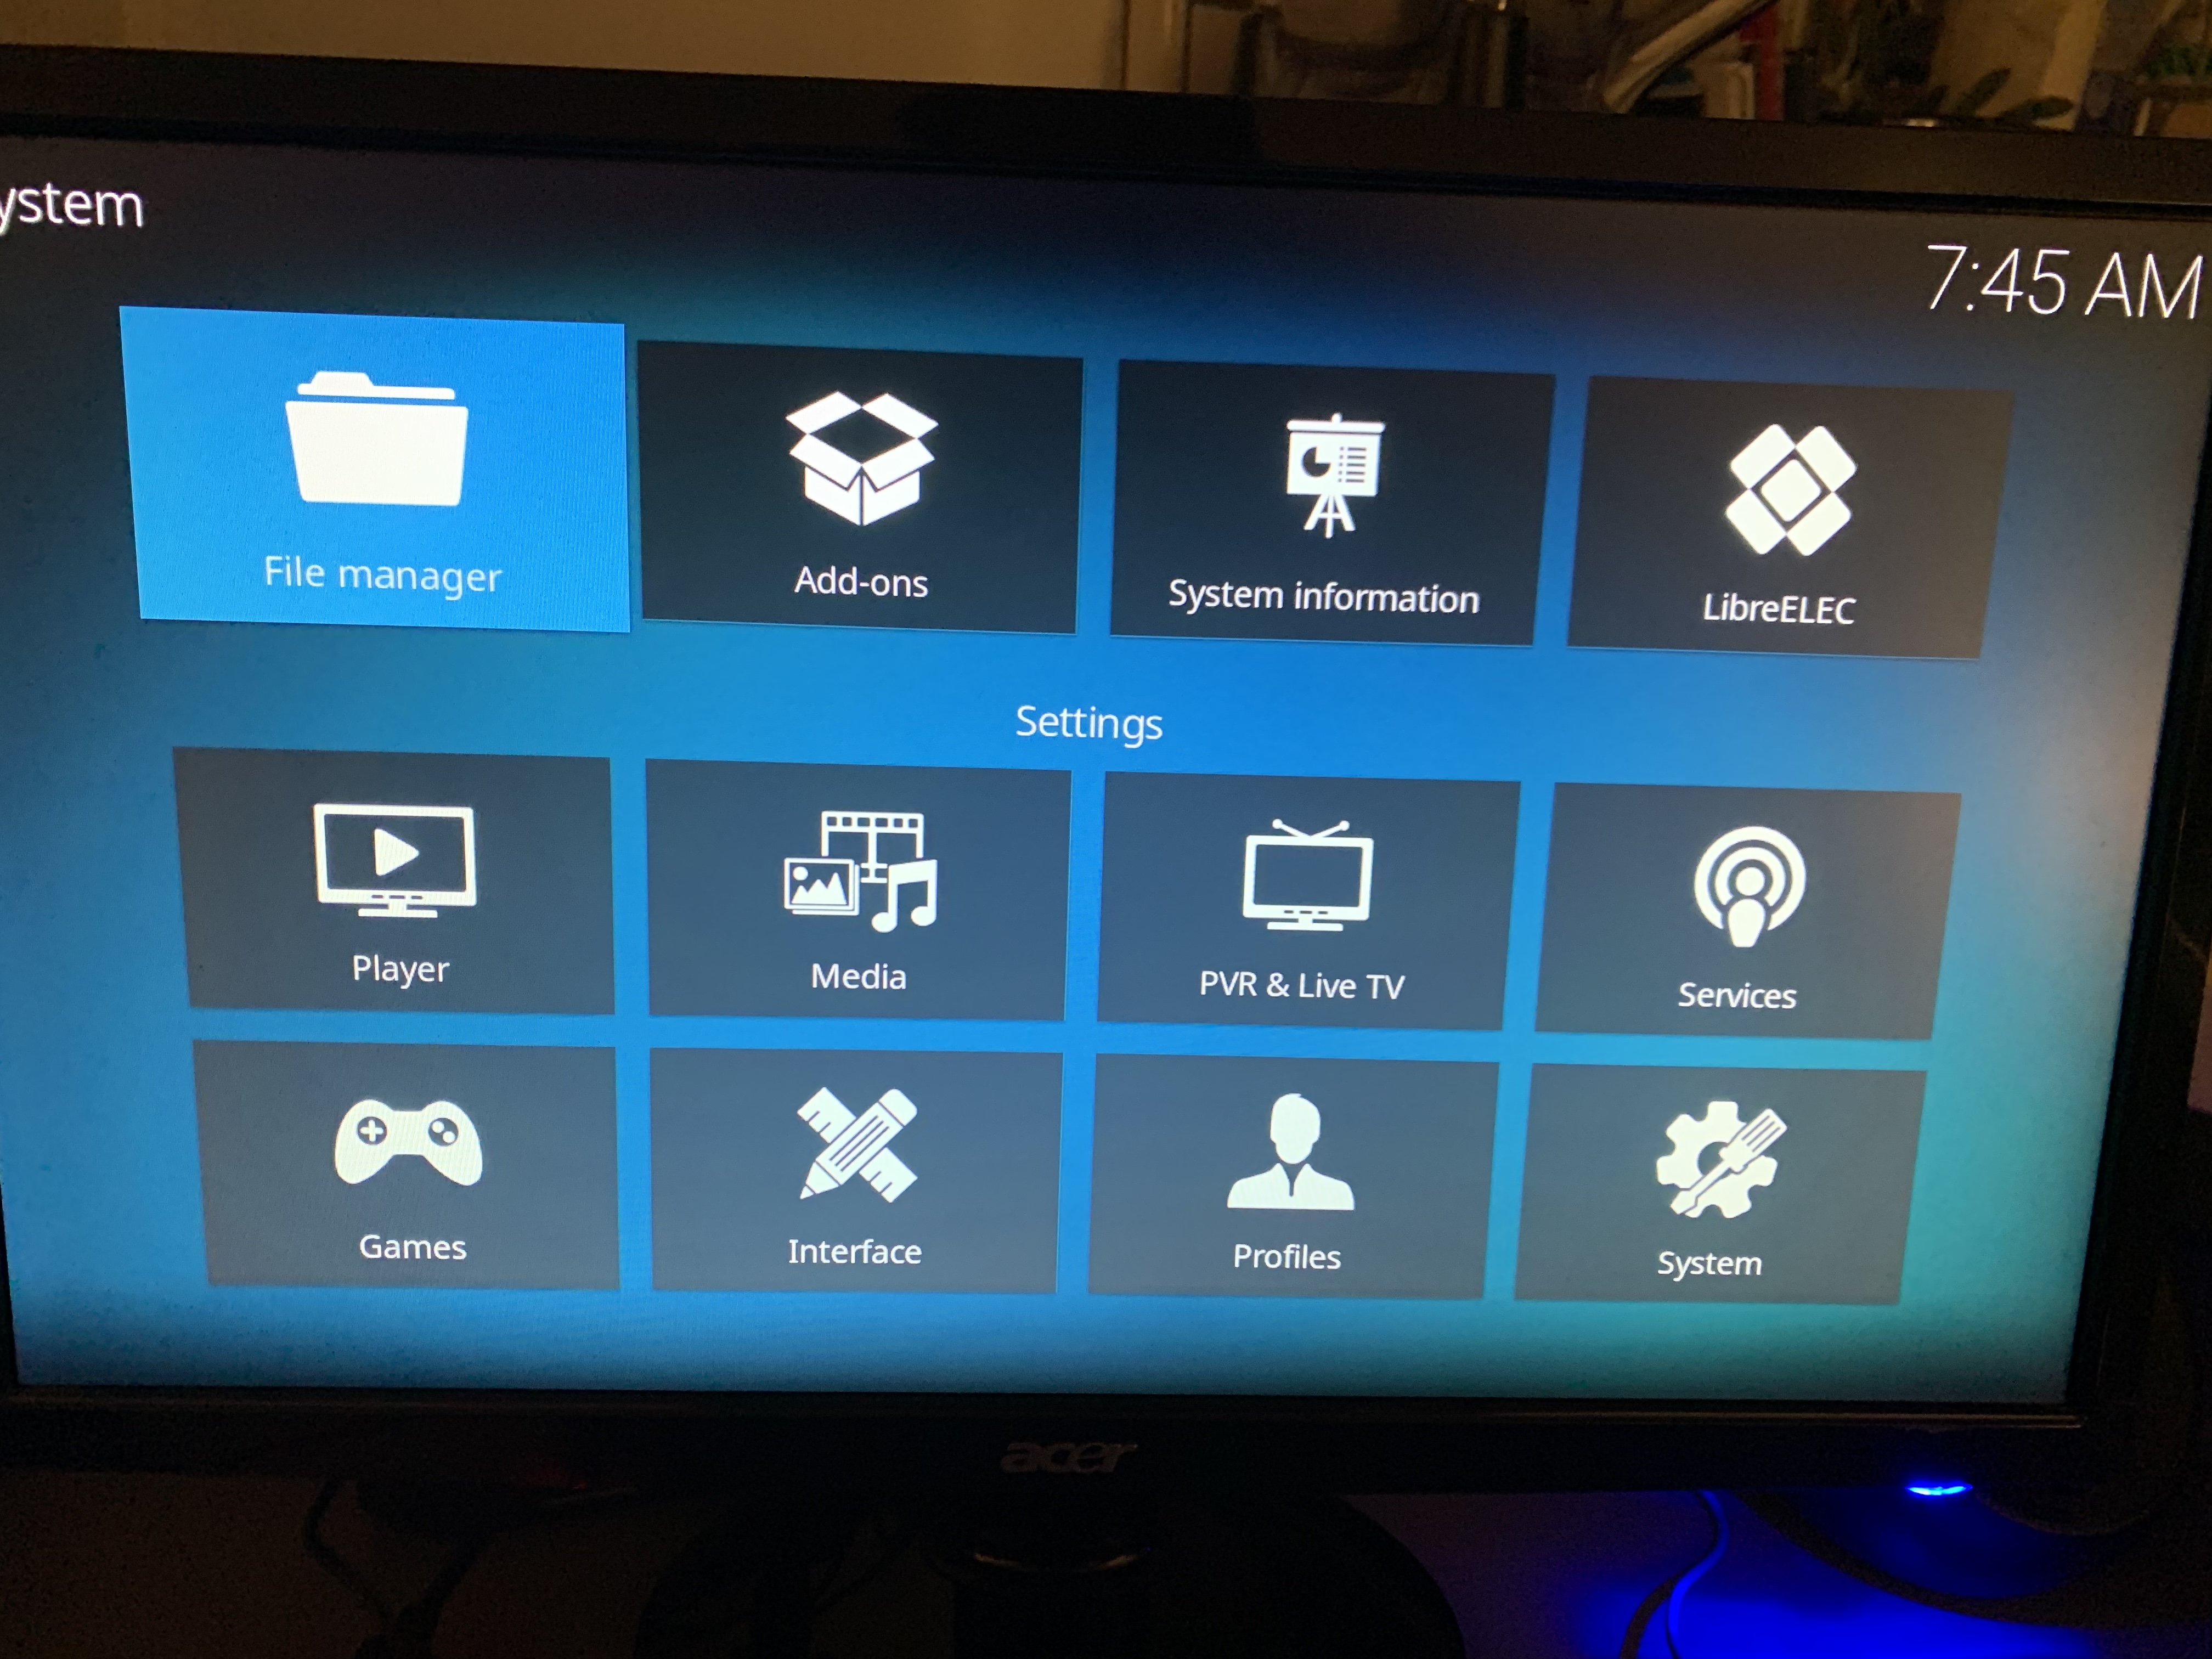 ystem
7:45 AM
File manager
Add-ons
System information
LibreELEC
Settings
Player
Media
PVR & Live TV
Services
Games
Interface
Profiles
System
acer